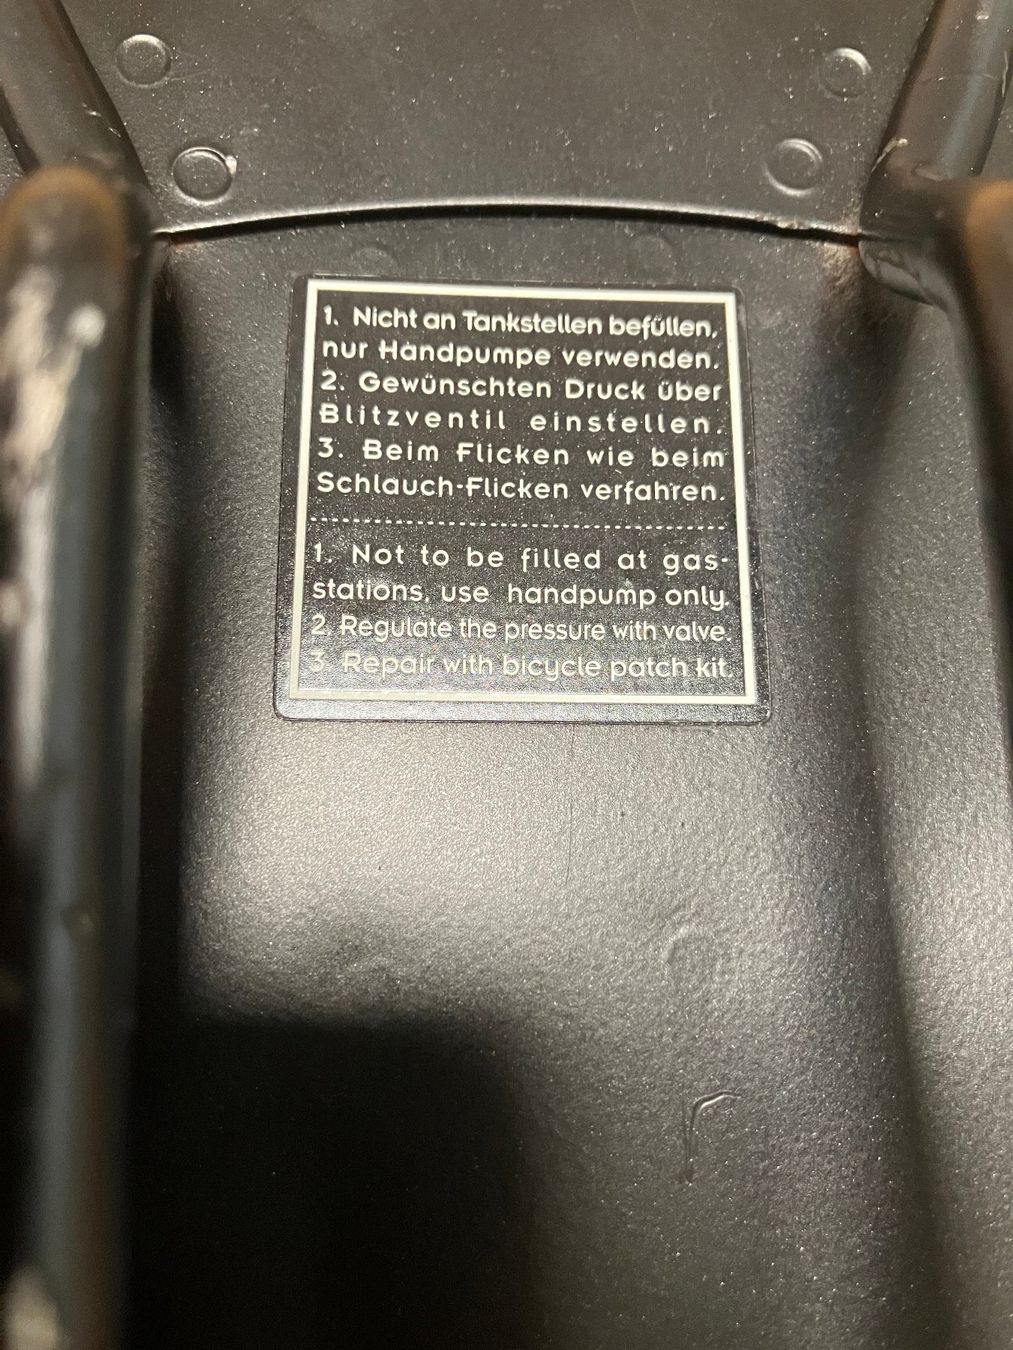 1. Nicht an Tankstellen befüllen,
nur Handpumpe verwenden.
2. Gewünschten Druck über
Blitzventil einstellen.
3. Beim Flicken wie beim
Schlauch-Flicken verfahren.
1. Not to be filled at gas-
stations, use handpump only.
2. Regulate the pressure with valve.
3. Repair with bicycle patch kit.